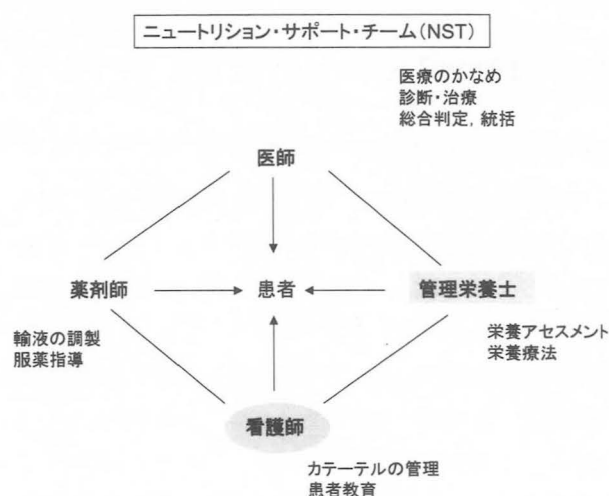 ニュートリション・サポート・チーム(NST)
医療のかなめ
診断・治療
総合判定, 統括
医師
薬剤師
患者
管理栄養士
輸液の調製
服薬指導
栄養アセスメント
栄養療法
看護師
カテーテルの管理
患者教育